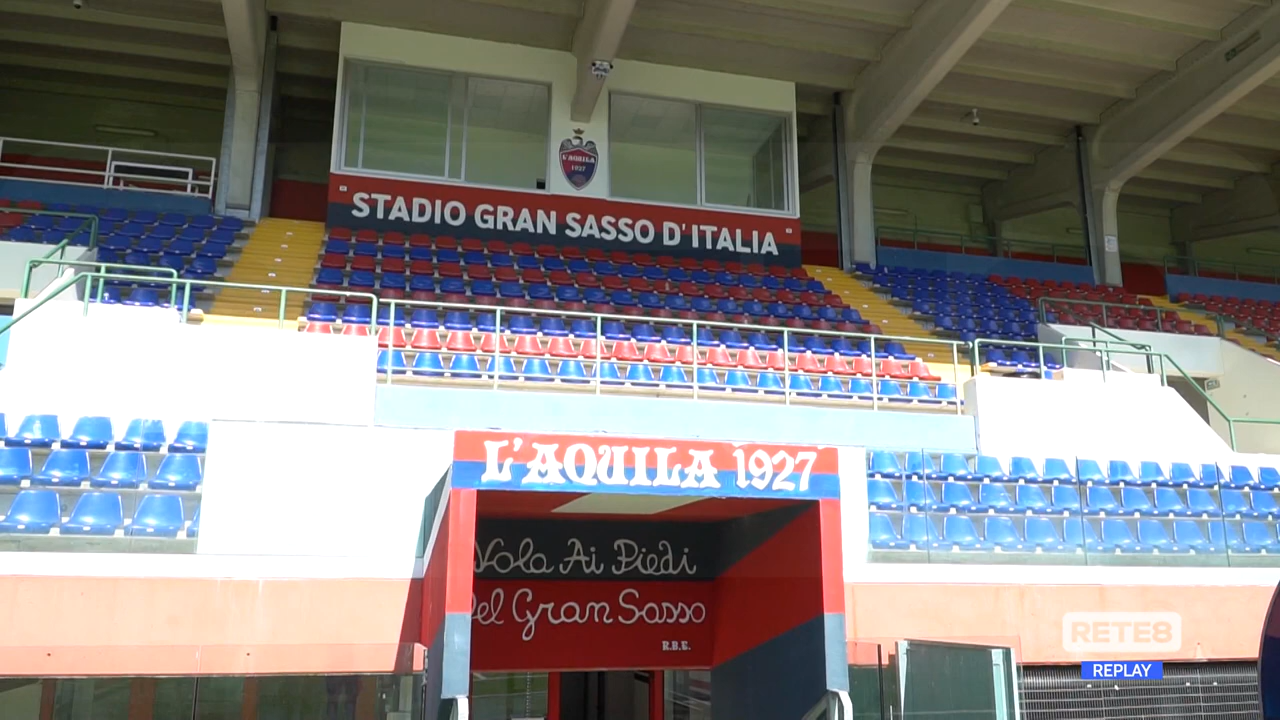 L'AQUILA
1927
STADIO GRAN SASSO D'ITALIA
L'AQUILA 1927
Vola Ai Piedi
Del Gran Sasso
R.B.E.
RETE8
REPLAY